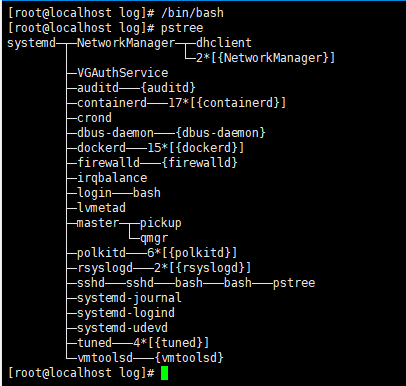 [root@localhost log]# /bin/bash
[root@localhost log]# pstree
systemd─┬─NetworkManager─┬─dhclient
        │                └─2*[{NetworkManager}]
        ├─VGAuthService
        ├─auditd───{auditd}
        ├─containerd───17*[{containerd}]
        ├─crond
        ├─dbus-daemon───{dbus-daemon}
        ├─dockerd───15*[{dockerd}]
        ├─firewalld───{firewalld}
        ├─irqbalance
        ├─login───bash
        ├─lvmetad
        ├─master─┬─pickup
        │        └─qmgr
        ├─polkitd───6*[{polkitd}]
        ├─rsyslogd───2*[{rsyslogd}]
        ├─sshd───sshd───bash───bash───pstree
        ├─systemd-journal
        ├─systemd-logind
        ├─systemd-udevd
        ├─tuned───4*[{tuned}]
        └─vmtoolsd───{vmtoolsd}
[root@localhost log]#